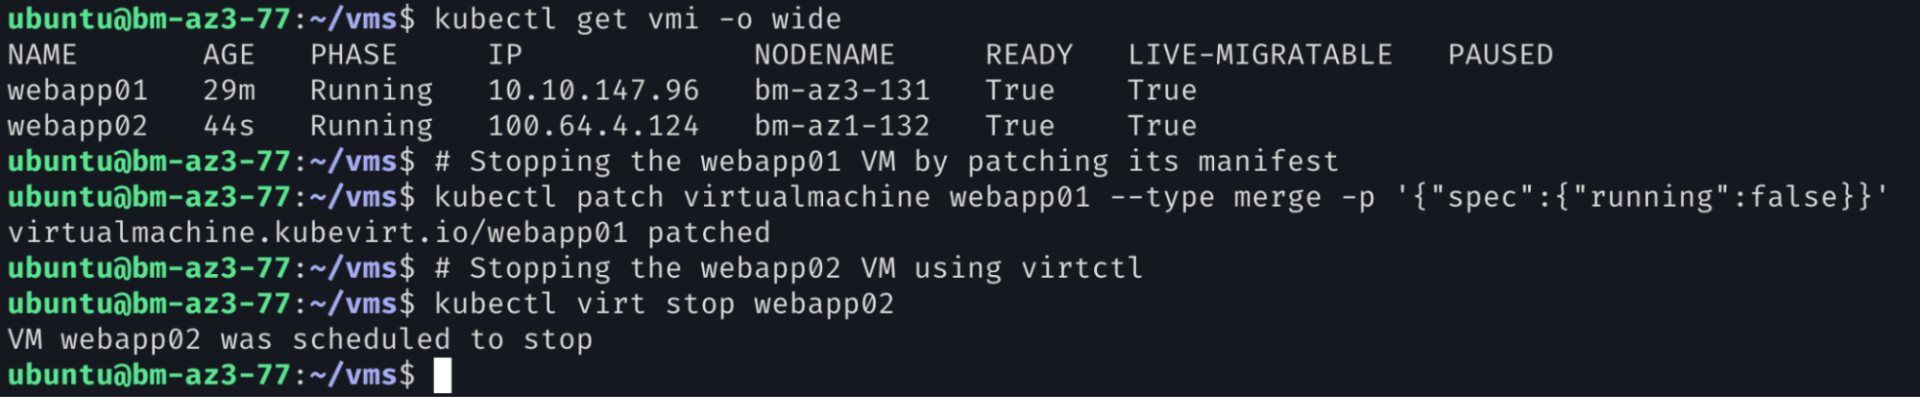 ubuntu@bm-az3-77:~/vms$ kubectl get vmi -o wide
NAME       AGE   PHASE     IP              NODENAME     READY   LIVE-MIGRATABLE   PAUSED
webapp01   29m   Running   10.10.147.96    bm-az3-131   True    True
webapp02   44s   Running   100.64.4.124    bm-az1-132   True    True
ubuntu@bm-az3-77:~/vms$ # Stopping the webapp01 VM by patching its manifest
ubuntu@bm-az3-77:~/vms$ kubectl patch virtualmachine webapp01 --type merge -p '{"spec":{"running":false}}'
virtualmachine.kubevirt.io/webapp01 patched
ubuntu@bm-az3-77:~/vms$ # Stopping the webapp02 VM using virtctl
ubuntu@bm-az3-77:~/vms$ kubectl virt stop webapp02
VM webapp02 was scheduled to stop
ubuntu@bm-az3-77:~/vms$